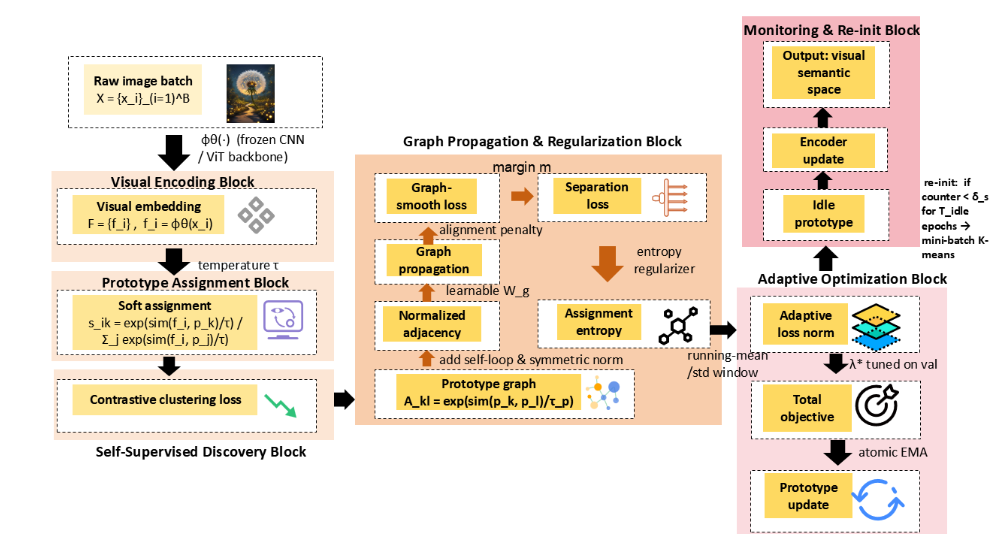 Raw image batch
X = {x_i}_(i=1)^B
ϕθ(·) (frozen CNN
/ ViT backbone)
Visual Encoding Block
Visual embedding
F = {f_i} , f_i = ϕθ(x_i)
temperature τ
Prototype Assignment Block
Soft assignment
s_ik = exp(sim(f_i, p_k)/τ) /
Σ_j exp(sim(f_i, p_j)/τ)
Contrastive clustering loss
Self-Supervised Discovery Block
Graph Propagation & Regularization Block
Graph-
smooth loss
margin m
Separation
loss
alignment penalty
Graph
propagation
learnable W_g
Normalized
adjacency
add self-loop & symmetric norm
Prototype graph
A_kl = exp(sim(p_k, p_l)/τ_p)
entropy
regularizer
Assignment
entropy
running-mean
/std window
Monitoring & Re-init Block
Output: visual
semantic
space
Encoder
update
Idle
prototype
re-init: if
counter < δ_s
for T_idle
epochs →
mini-batch K-
means
Adaptive Optimization Block
Adaptive
loss norm
λ* tuned on val
Total
objective
atomic EMA
Prototype
update